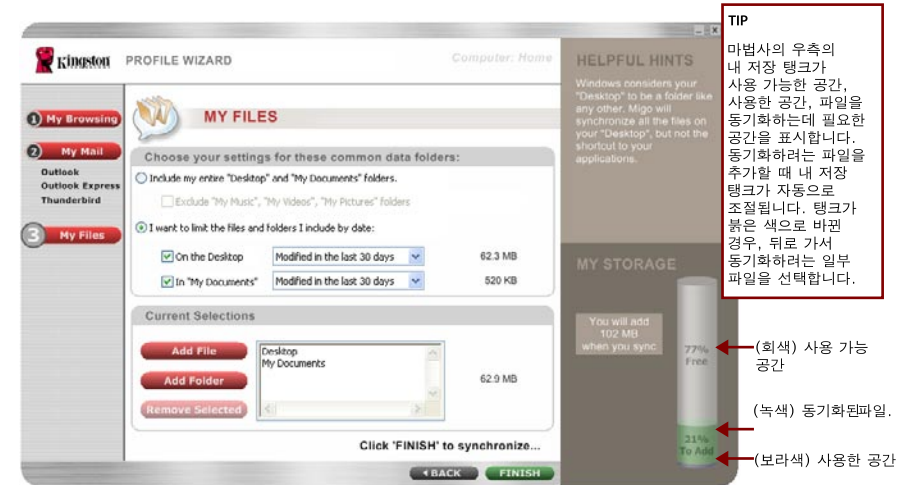 Kingston
PROFILE WIZARD
Computer: Home
1 My Browsing
2 My Mail
Outlook
Outlook Express
Thunderbird
3 My Files
MY FILES
Choose your settings for these common data folders:
Include my entire "Desktop" and "My Documents" folders.
Exclude "My Music", "My Videos", "My Pictures" folders
I want to limit the files and folders I include by date:
On the Desktop Modified in the last 30 days 62.3 MB
In "My Documents" Modified in the last 30 days 520 KB
Current Selections
Add File
Add Folder
Remove Selected
Desktop
My Documents
62.9 MB
Click 'FINISH' to synchronize...
BACK FINISH
HELPFUL HINTS
Windows considers your
"Desktop" to be a folder like
any other. Migo will
synchronize all the files on
your "Desktop", but not the
shortcut to your
applications.
MY STORAGE
You will add
102 MB
when you sync
77%
Free
21%
To Add
TIP
마법사의 우측의
내 저장 탱크가
사용 가능한 공간,
사용한 공간, 파일을
동기화하는데 필요한
공간을 표시합니다.
동기화하려는 파일을
추가할 때 내 저장
탱크가 자동으로
조절됩니다. 탱크가
붉은 색으로 바뀐
경우, 뒤로 가서
동기화하려는 일부
파일을 선택합니다.
(회색) 사용 가능
공간
(녹색) 동기화된파일.
(보라색) 사용한 공간